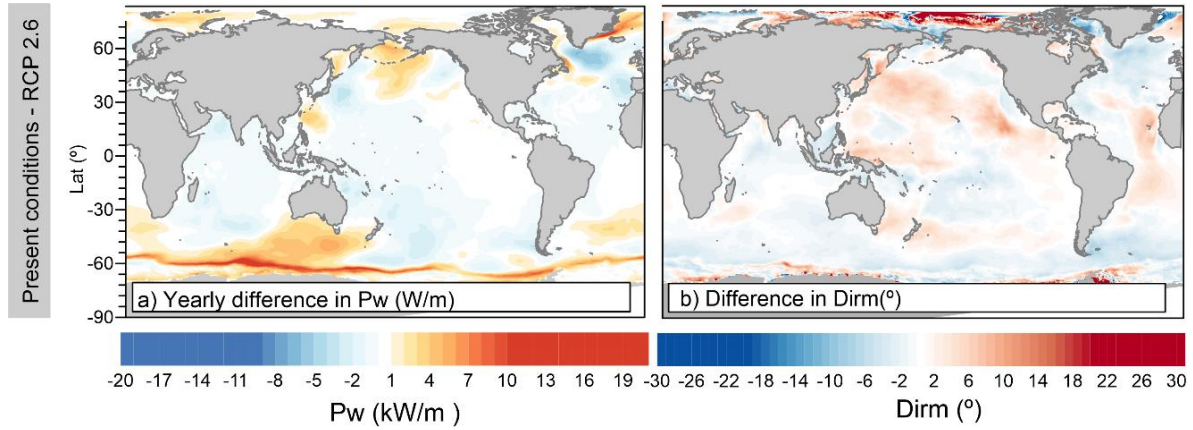 Present conditions - RCP 2.6
Lat (º)
60
30
0
-30
-60
-90
a) Yearly difference in Pw (W/m)
b) Difference in Dirm(º)
-20 -17 -14 -11 -8 -5 -2 1 4 7 10 13 16 19
-30 -26 -22 -18 -14 -10 -6 -2 2 6 10 14 18 22 26 30
Pw (kW/m )
Dirm (º)